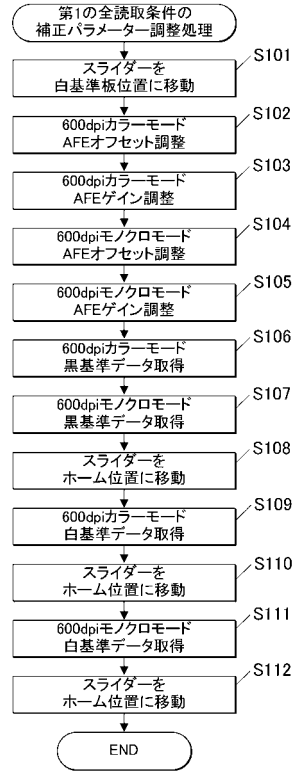 第1の全読取条件の
補正パラメーター調整処理
S101
スライダーを
白基準板位置に移動
S102
600dpiカラーモード
AFEオフセット調整
S103
600dpiカラーモード
AFEゲイン調整
S104
600dpiモノクロモード
AFEオフセット調整
S105
600dpiモノクロモード
AFEゲイン調整
S106
600dpiカラーモード
黒基準データ取得
S107
600dpiモノクロモード
黒基準データ取得
S108
スライダーを
ホーム位置に移動
S109
600dpiカラーモード
白基準データ取得
S110
スライダーを
ホーム位置に移動
S111
600dpiモノクロモード
白基準データ取得
S112
スライダーを
ホーム位置に移動
END